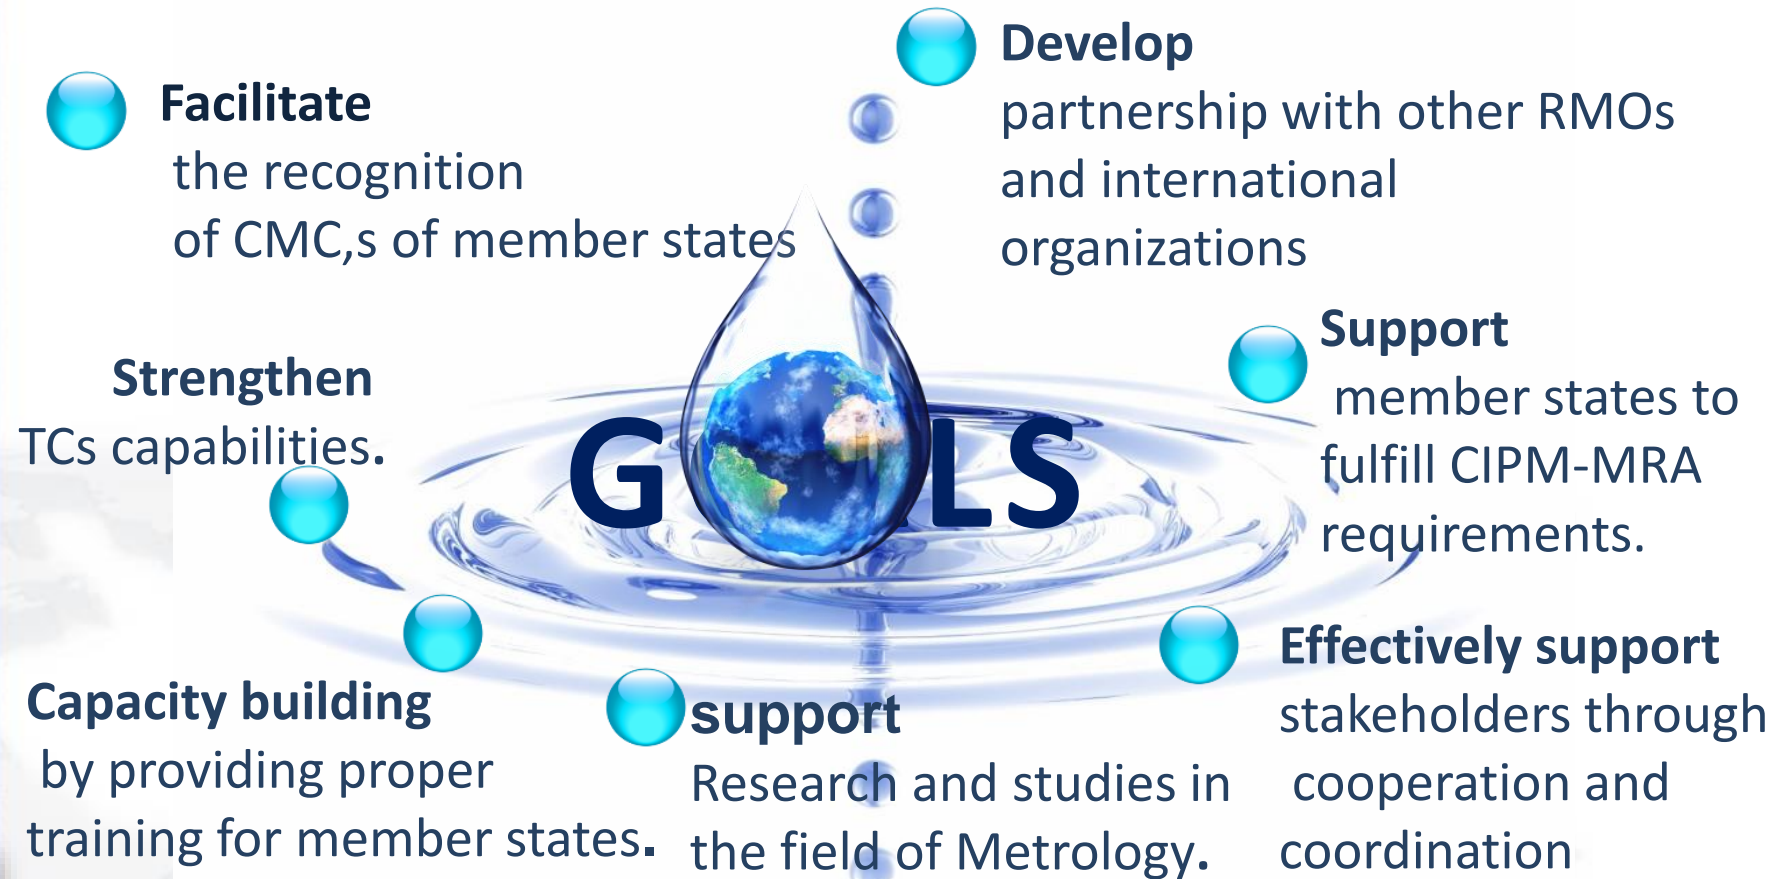 Facilitate
the recognition
of CMC,s of member states
Develop
partnership with other RMOs
and international
organizations
Strengthen
TCs capabilities.
GOALS
Support
member states to
fulfill CIPM-MRA
requirements.
Capacity building
by providing proper
training for member states.
support
Research and studies in
the field of Metrology.
Effectively support
stakeholders through
cooperation and
coordination